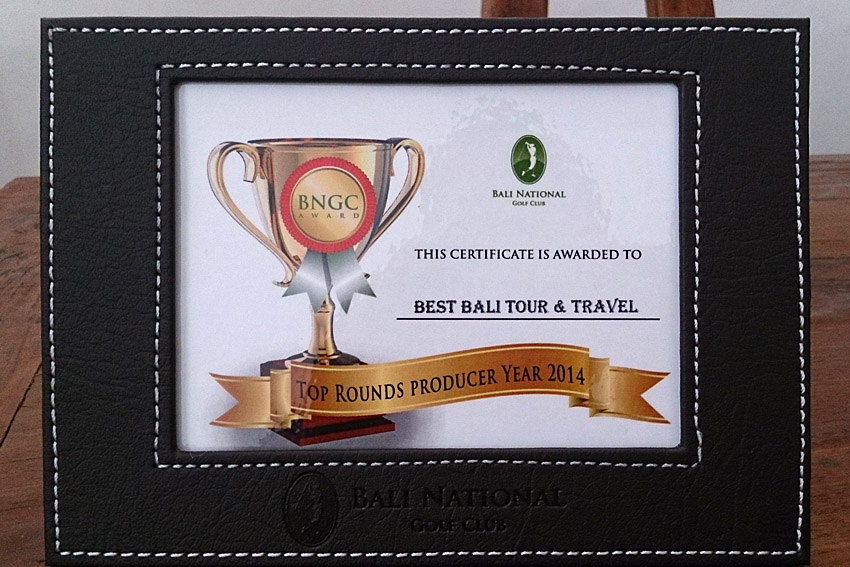 BNGC
AWARD
BALI NATIONAL
GOLF CLUB
THIS CERTIFICATE IS AWARDED TO
BEST BALI TOUR & TRAVEL
TOP ROUNDS PRODUCER YEAR 2014
BALI NATIONAL
GOLF CLUB